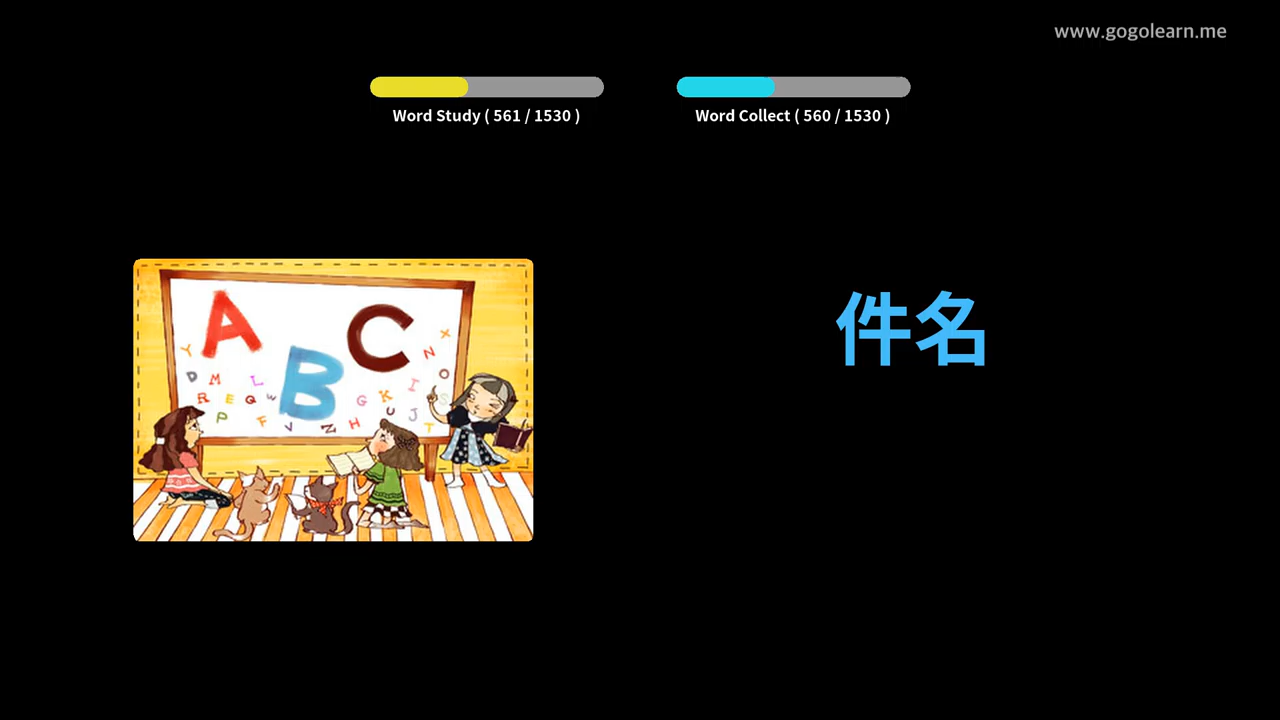 www.gogolearn.me
Word Study ( 561 / 1530 )
Word Collect ( 560 / 1530 )
件名
A
B
C
X
Y
N
D M L I O
R E Q W G K S
P F V Z H U J T